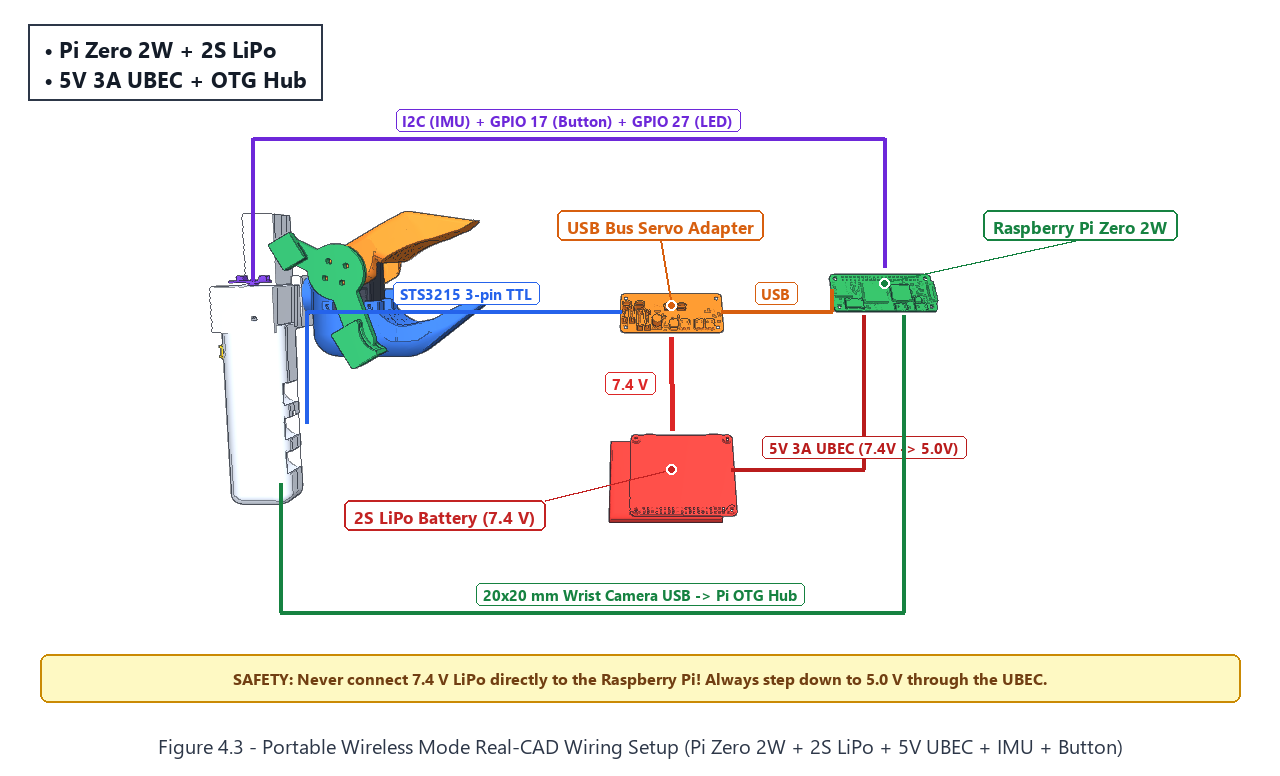 • Pi Zero 2W + 2S LiPo
• 5V 3A UBEC + OTG Hub
I2C (IMU) + GPIO 17 (Button) + GPIO 27 (LED)
USB Bus Servo Adapter
Raspberry Pi Zero 2W
STS3215 3-pin TTL
USB
7.4 V
5V 3A UBEC (7.4V -> 5.0V)
2S LiPo Battery (7.4 V)
20x20 mm Wrist Camera USB -> Pi OTG Hub
SAFETY: Never connect 7.4 V LiPo directly to the Raspberry Pi! Always step down to 5.0 V through the UBEC.
Figure 4.3 - Portable Wireless Mode Real-CAD Wiring Setup (Pi Zero 2W + 2S LiPo + 5V UBEC + IMU + Button)